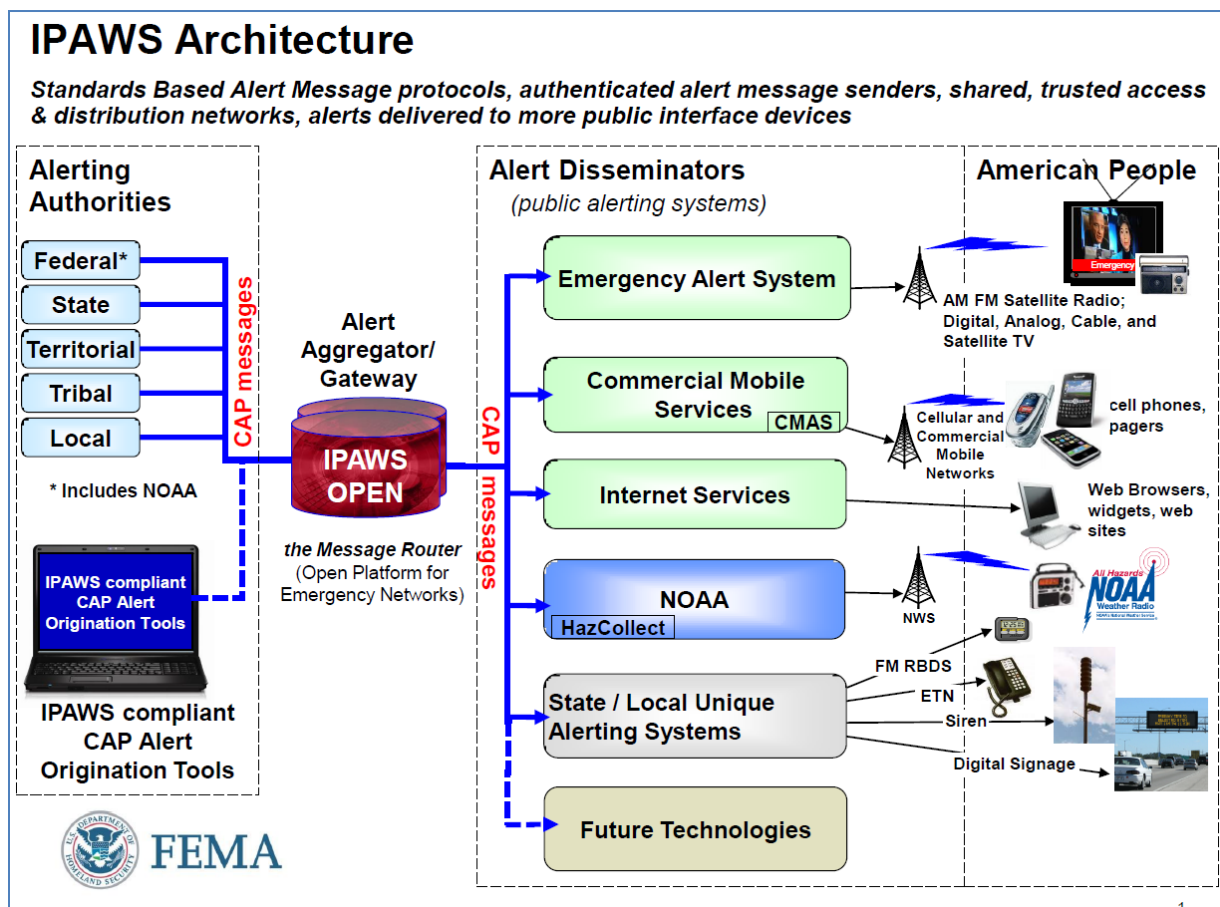 IPAWS Architecture
Standards Based Alert Message protocols, authenticated alert message senders, shared, trusted access
& distribution networks, alerts delivered to more public interface devices
Alerting
Authorities
Federal*
State
Territorial
Tribal
Local
* Includes NOAA
CAP messages
IPAWS compliant
CAP Alert
Origination Tools
IPAWS compliant
CAP Alert
Origination Tools
U.S. DEPARTMENT OF
HOMELAND SECURITY
FEMA
Alert
Aggregator/
Gateway
IPAWS
OPEN
the Message Router
(Open Platform for
Emergency Networks)
CAP messages
Alert Disseminators
(public alerting systems)
Emergency Alert System
Commercial Mobile
Services
CMAS
Internet Services
NOAA
HazCollect
State / Local Unique
Alerting Systems
Future Technologies
American People
Emergency
AM FM Satellite Radio;
Digital, Analog, Cable, and
Satellite TV
Cellular and
Commercial
Mobile
Networks
cell phones,
pagers
Web Browsers,
widgets, web
sites
NWS
All Hazards
NOAA
Weather Radio
FM RBDS
ETN
Siren
Digital Signage
1